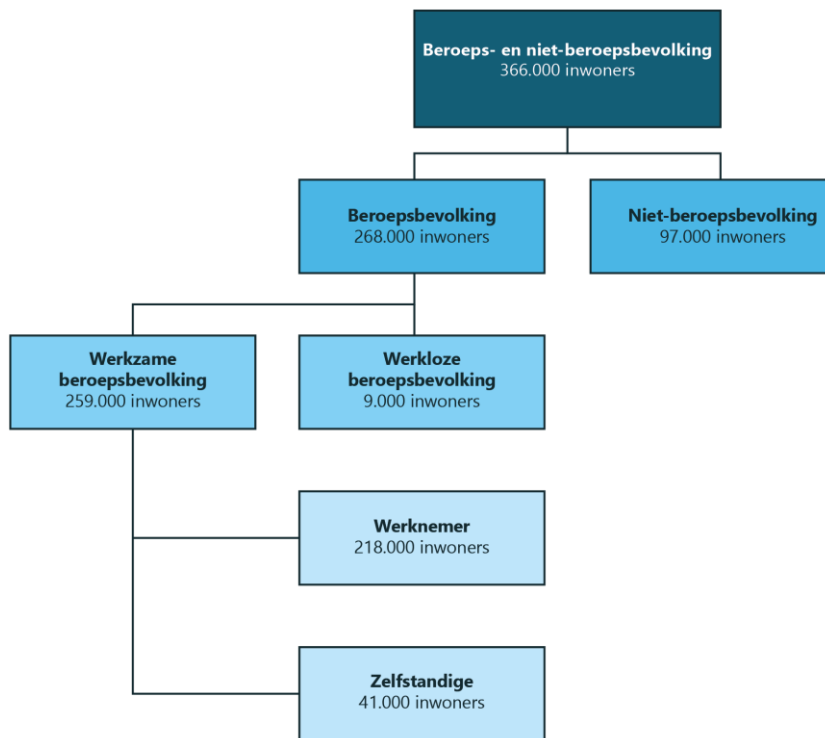 Beroeps- en niet-beroepsbevolking
366.000 inwoners
Beroepsbevolking
268.000 inwoners
Niet-beroepsbevolking
97.000 inwoners
Werkzame
beroepsbevolking
259.000 inwoners
Werkloze
beroepsbevolking
9.000 inwoners
Werknemer
218.000 inwoners
Zelfstandige
41.000 inwoners